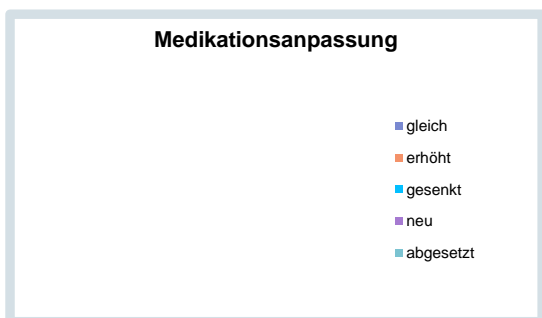 Medikationsanpassung
gleich
erhöht
gesenkt
neu
abgesetzt